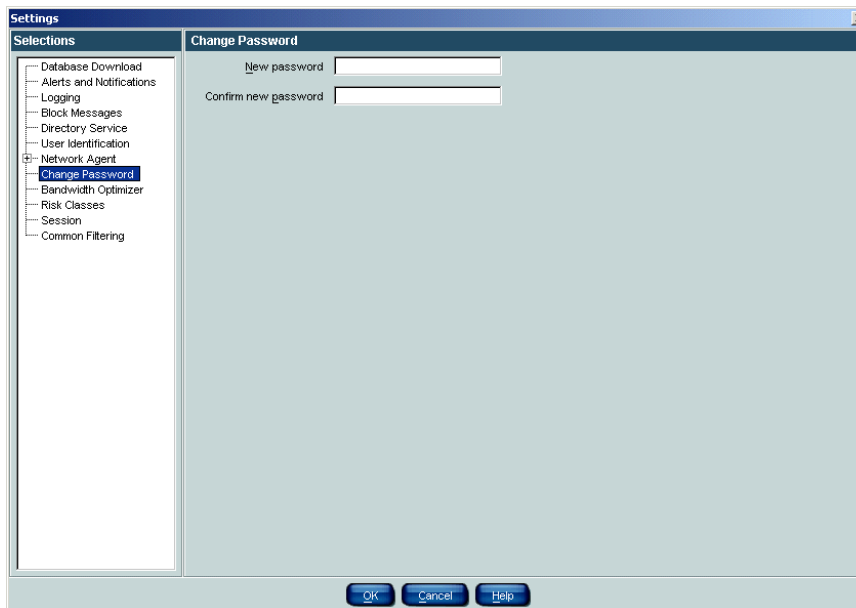 Settings
Selections
Database Download
Alerts and Notifications
Logging
Block Messages
Directory Service
User Identification
Network Agent
Change Password
Bandwidth Optimizer
Risk Classes
Session
Common Filtering
Change Password
New password
Confirm new password
OK
Cancel
Help